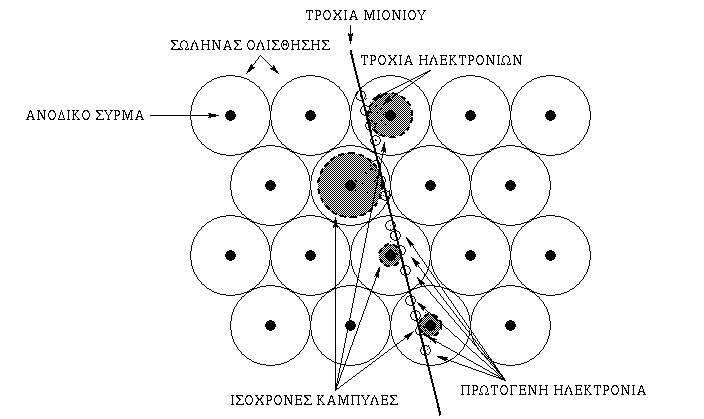 ΤΡΟΧΙΑ ΜΙΟΝΙΟΥ
ΣΩΛΗΝΑΣ ΟΛΙΣΘΗΣΗΣ
ΤΡΟΧΙΑ ΗΛΕΚΤΡΟΝΙΩΝ
ΑΝΟΔΙΚΟ ΣΥΡΜΑ
ΠΡΩΤΟΓΕΝΗ ΗΛΕΚΤΡΟΝΙΑ
ΙΣΟΧΡΟΝΕΣ ΚΑΜΠΥΛΕΣ